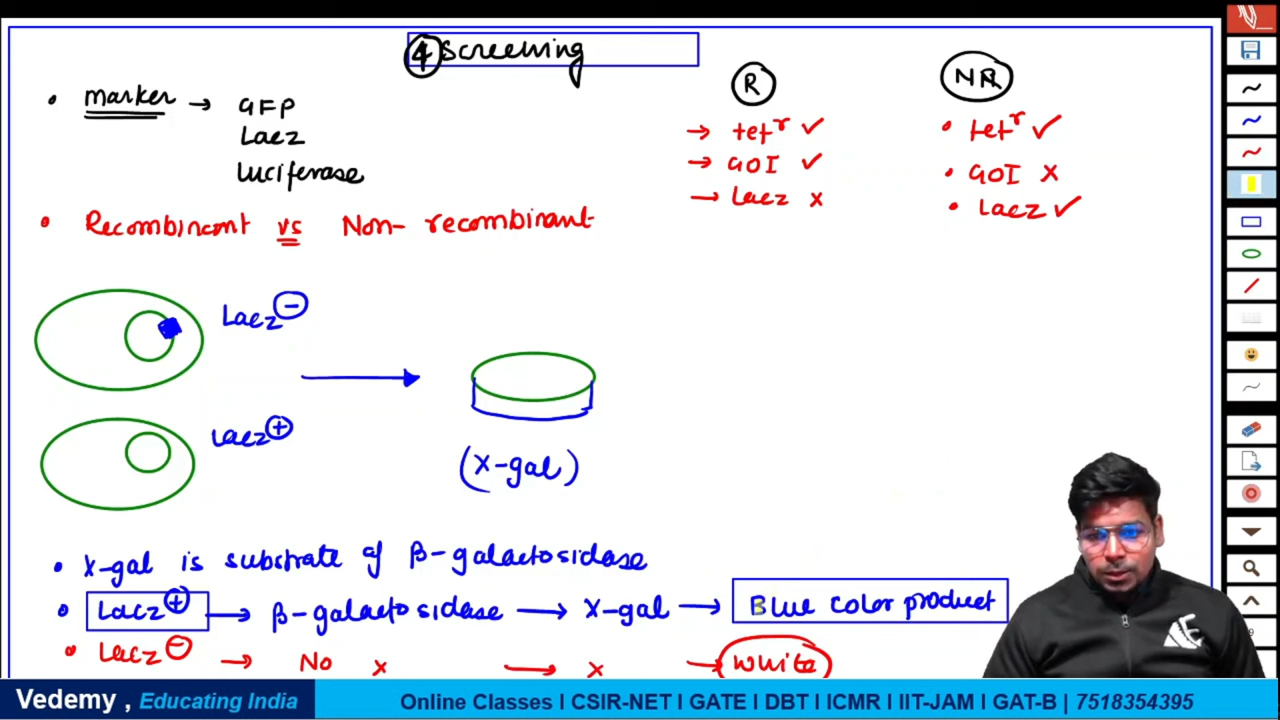 4 Screening
• marker → GFP
Lacz
Luciferase
• Recombinant vs Non-recombinant
R
→ tetʳ ✓
→ GOI ✓
→ Lacz x
NR
• tetʳ ✓
• GOI x
• Lacz ✓
Lacz ⊖
Lacz ⊕
(X-gal)
• X-gal is substrate of β-galactosidase
• Lacz ⊕ → β-galactosidase → X-gal → Blue color product
• Lacz ⊖ → No x → x → White
Vedemy , Educating India
Online Classes I CSIR-NET I GATE I DBT I ICMR I IIT-JAM I GAT-B | 7518354395